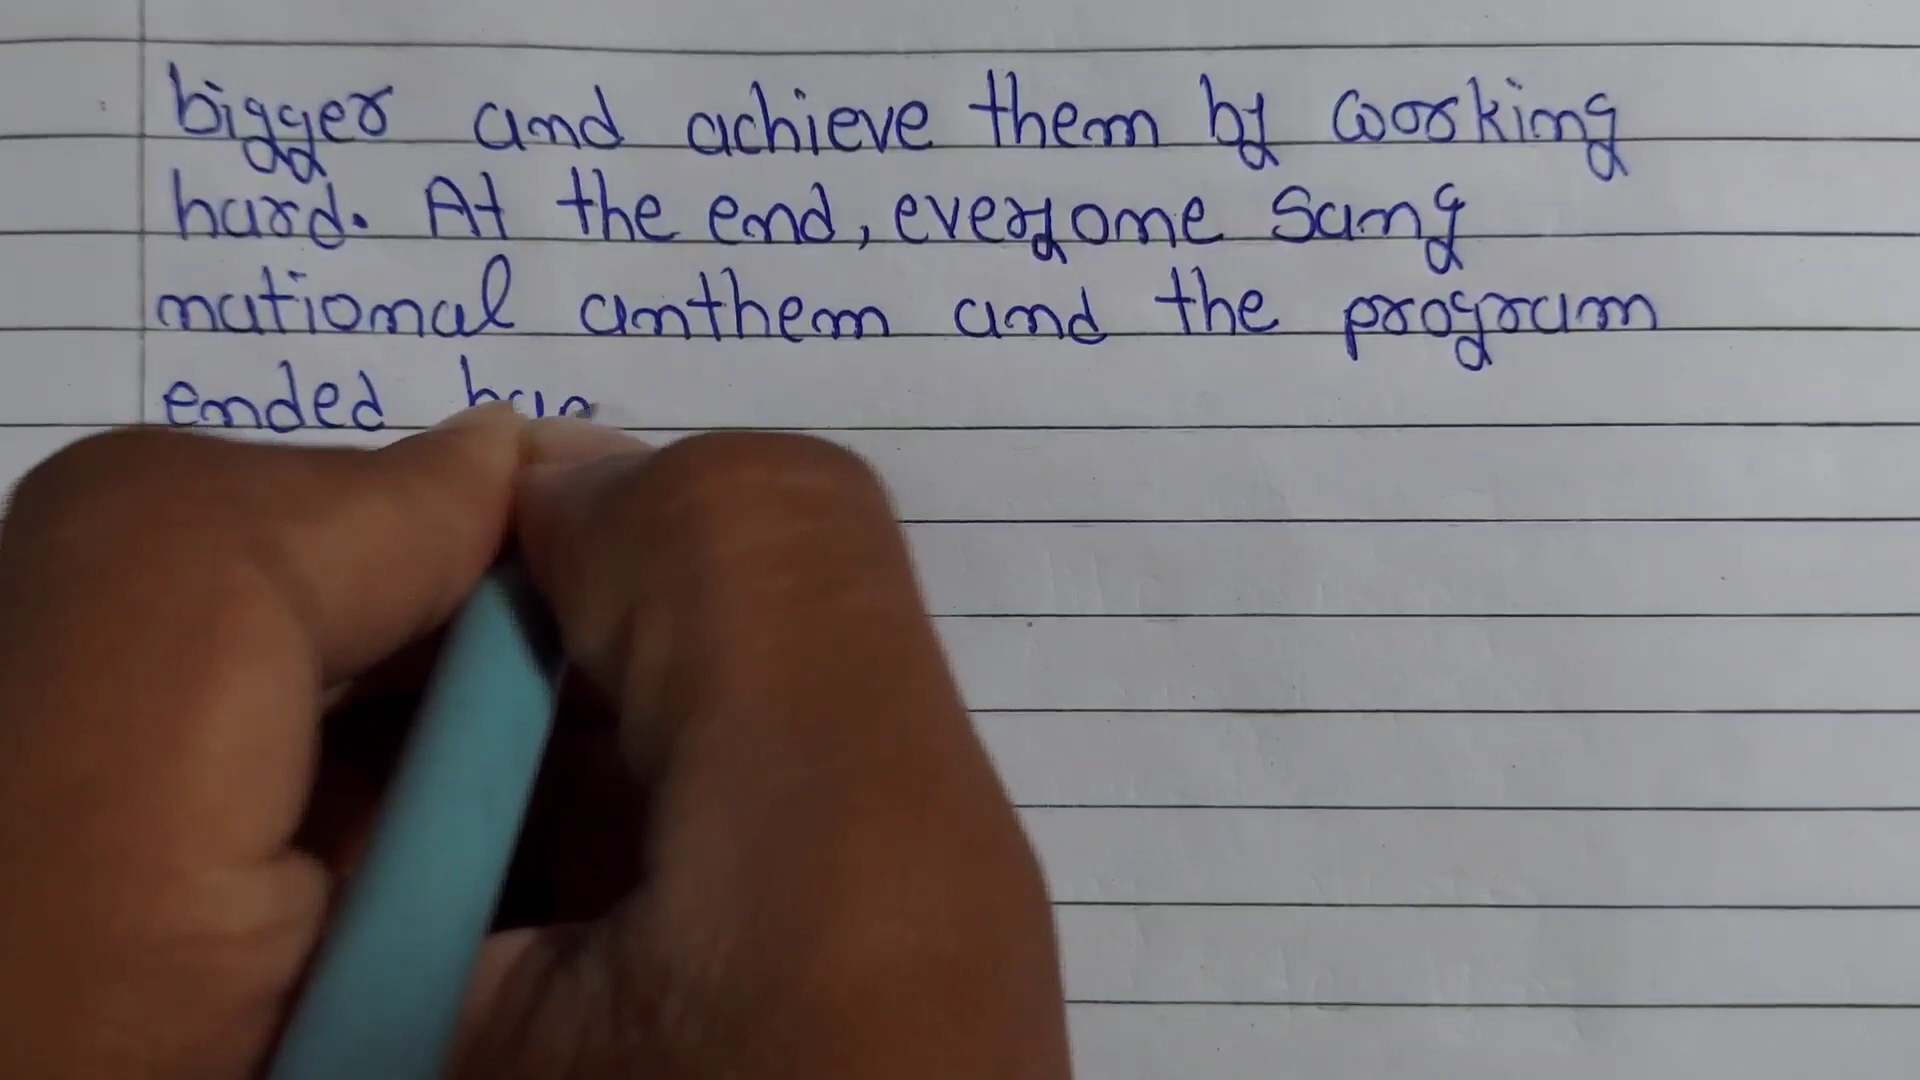 bigger and achieve them by working
hard. At the end, everyone sang
national anthem and the program
ended